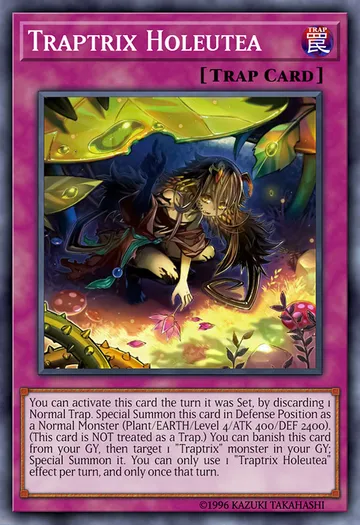 Traptrix Holeutea
TRAP
罠
[Trap Card]
You can activate this card the turn it was Set, by discarding 1
Normal Trap. Special Summon this card in Defense Position as
a Normal Monster (Plant/EARTH/Level 4/ATK 400/DEF 2400).
(This card is NOT treated as a Trap.) You can banish this card
from your GY, then target 1 "Traptrix" monster in your GY;
Special Summon it. You can only use 1 "Traptrix Holeutea"
effect per turn, and only once that turn.
©1996 KAZUKI TAKAHASHI